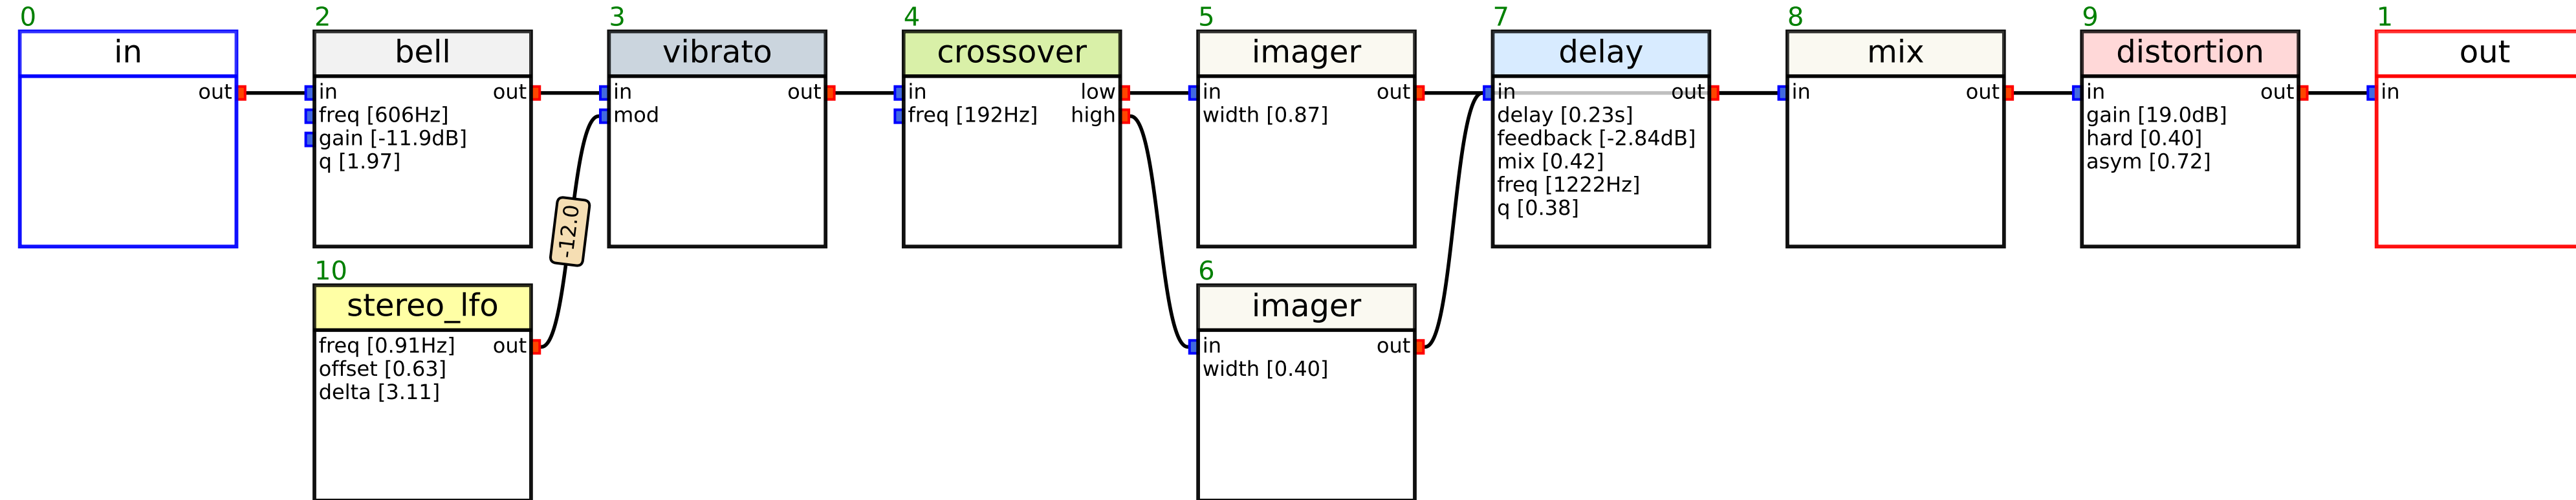 0
in
out
2
bell
in out
freq [606Hz]
gain [-11.9dB]
q [1.97]
3
vibrato
in out
mod
4
crossover
in low
freq [192Hz] high
5
imager
in out
width [0.87]
7
delay
in out
delay [0.23s]
feedback [-2.84dB]
mix [0.42]
freq [1222Hz]
q [0.38]
8
mix
in out
9
distortion
in out
gain [19.0dB]
hard [0.40]
asym [0.72]
1
out
in
-12.0
10
stereo_lfo
freq [0.91Hz] out
offset [0.63]
delta [3.11]
6
imager
in out
width [0.40]